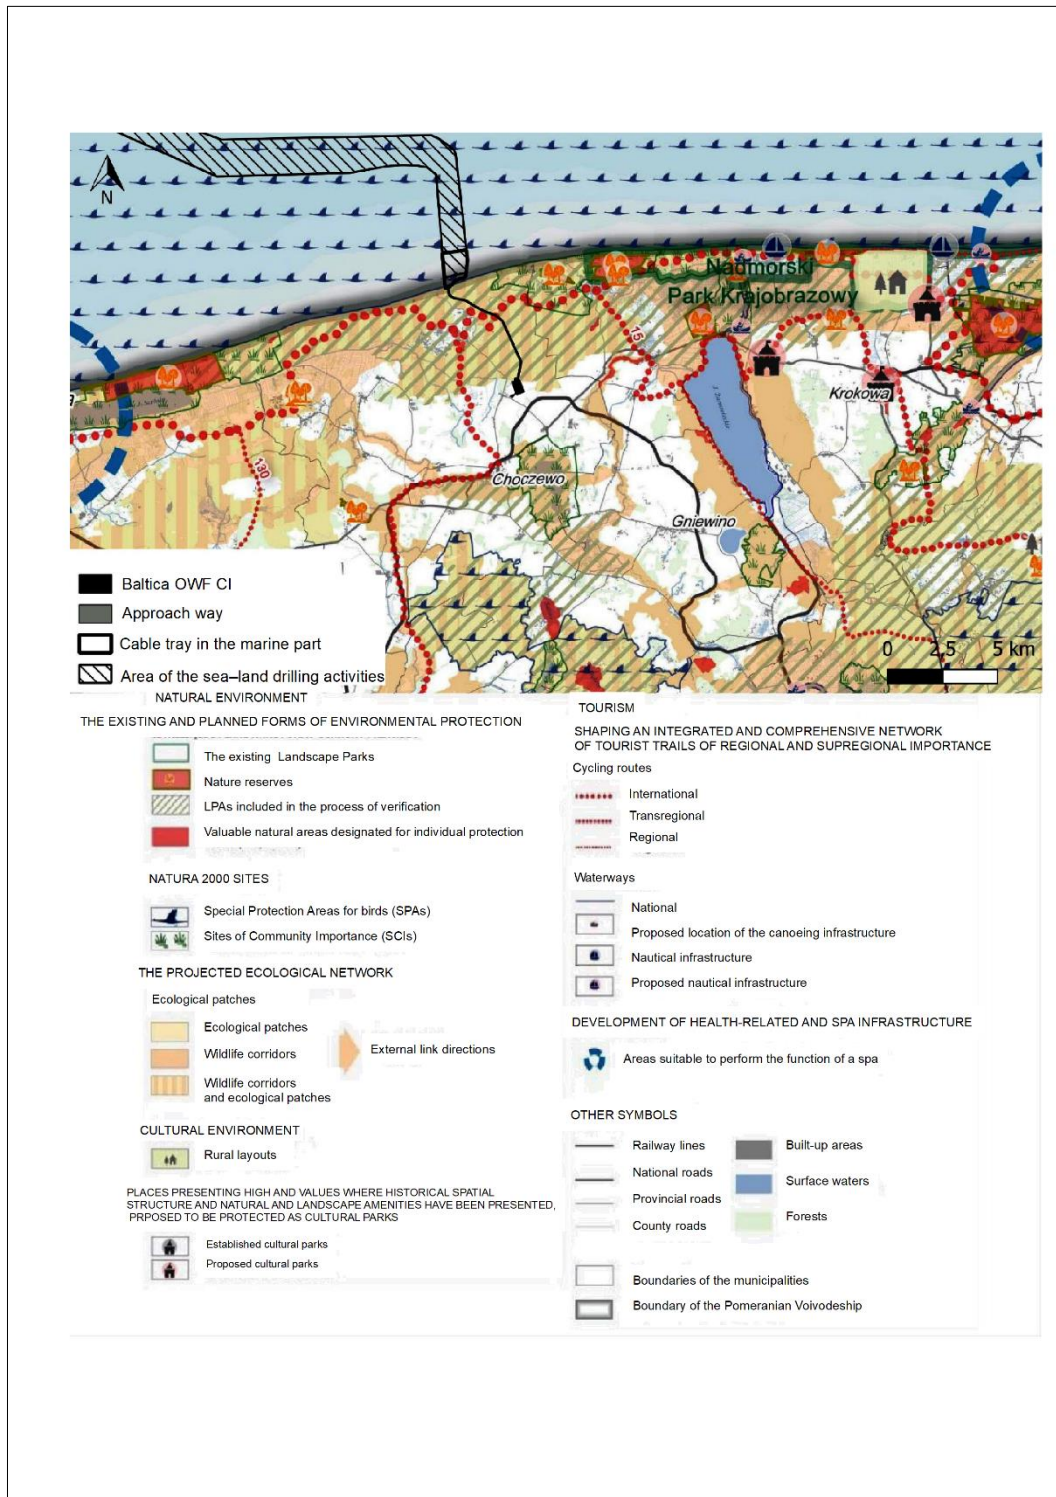 N
Nadmorski
Park Krajobrazowy
15
Krokowa
130
Choczewo
Gniewino
Baltica OWF CI
Approach way
Cable tray in the marine part
Area of the sea–land drilling activities
0 2,5 5 km
NATURAL ENVIRONMENT
THE EXISTING AND PLANNED FORMS OF ENVIRONMENTAL PROTECTION
The existing Landscape Parks
Nature reserves
LPAs included in the process of verification
Valuable natural areas designated for individual protection
NATURA 2000 SITES
Special Protection Areas for birds (SPAs)
Sites of Community Importance (SCIs)
THE PROJECTED ECOLOGICAL NETWORK
Ecological patches
Ecological patches
Wildlife corridors
External link directions
Wildlife corridors
and ecological patches
CULTURAL ENVIRONMENT
Rural layouts
PLACES PRESENTING HIGH AND VALUES WHERE HISTORICAL SPATIAL
STRUCTURE AND NATURAL AND LANDSCAPE AMENITIES HAVE BEEN PRESENTED,
PRPOSED TO BE PROTECTED AS CULTURAL PARKS
Established cultural parks
Proposed cultural parks
TOURISM
SHAPING AN INTEGRATED AND COMPREHENSIVE NETWORK
OF TOURIST TRAILS OF REGIONAL AND SUPREGIONAL IMPORTANCE
Cycling routes
International
Transregional
Regional
Waterways
National
Proposed location of the canoeing infrastructure
Nautical infrastructure
Proposed nautical infrastructure
DEVELOPMENT OF HEALTH-RELATED AND SPA INFRASTRUCTURE
Areas suitable to perform the function of a spa
OTHER SYMBOLS
Railway lines
National roads
Provincial roads
County roads
Built-up areas
Surface waters
Forests
Boundaries of the municipalities
Boundary of the Pomeranian Voivodeship